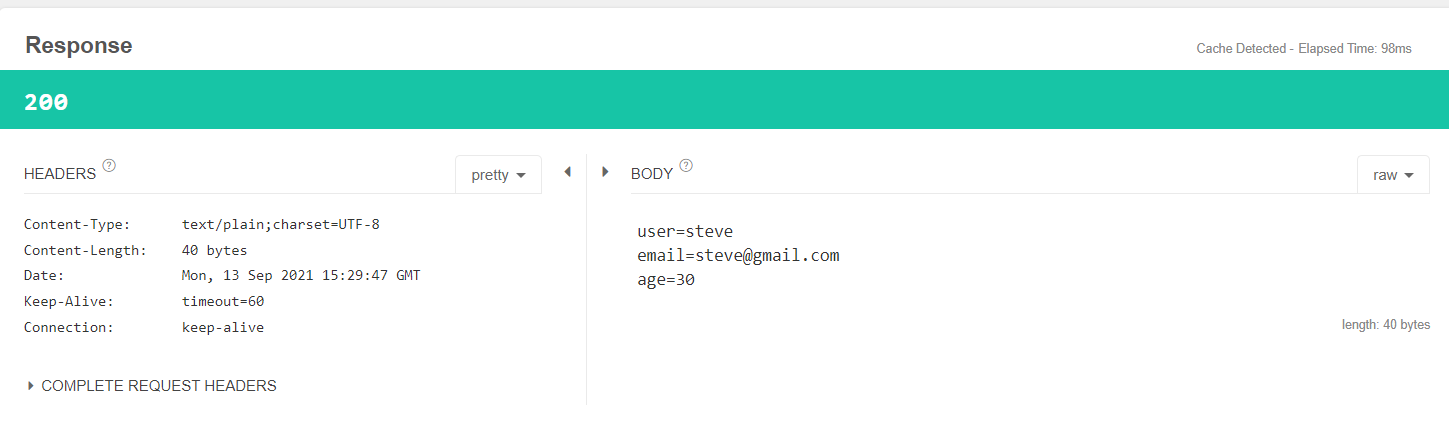 Response
Cache Detected - Elapsed Time: 98ms
200
HEADERS ?
pretty
Content-Type: text/plain;charset=UTF-8
Content-Length: 40 bytes
Date: Mon, 13 Sep 2021 15:29:47 GMT
Keep-Alive: timeout=60
Connection: keep-alive
COMPLETE REQUEST HEADERS
BODY ?
raw
user=steve
email=steve@gmail.com
age=30
length: 40 bytes